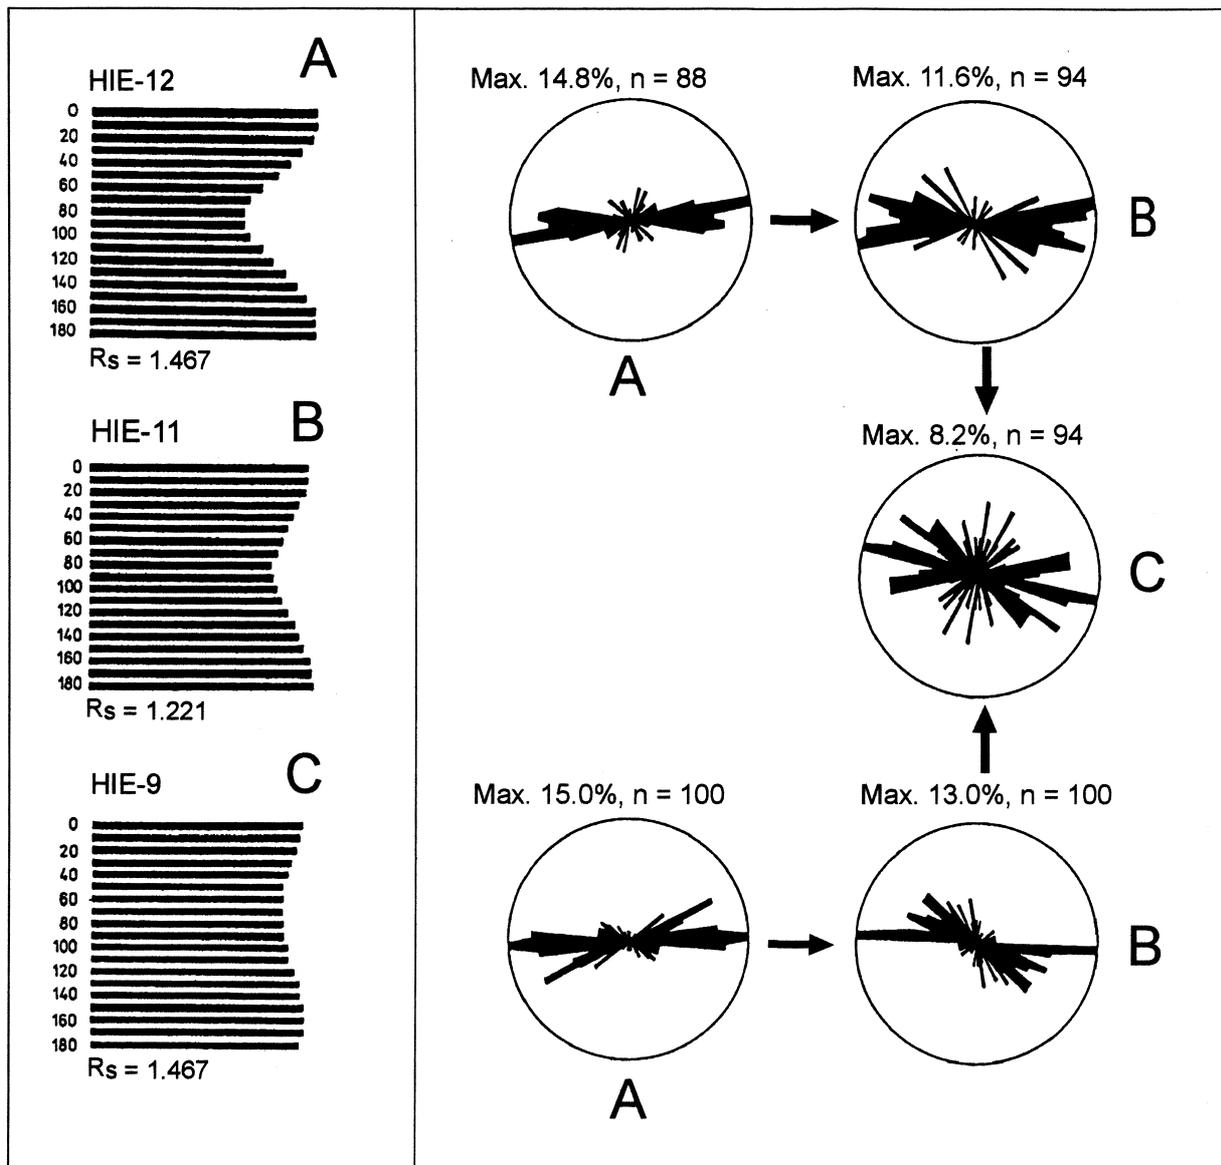 A
HIE-12
0
20
40
60
80
100
120
140
160
180
Rs = 1.467
B
HIE-11
0
20
40
60
80
100
120
140
160
180
Rs = 1.221
C
HIE-9
0
20
40
60
80
100
120
140
160
180
Rs = 1.467
Max. 14.8%, n = 88
Max. 11.6%, n = 94
B
A
Max. 8.2%, n = 94
C
Max. 15.0%, n = 100
Max. 13.0%, n = 100
B
A